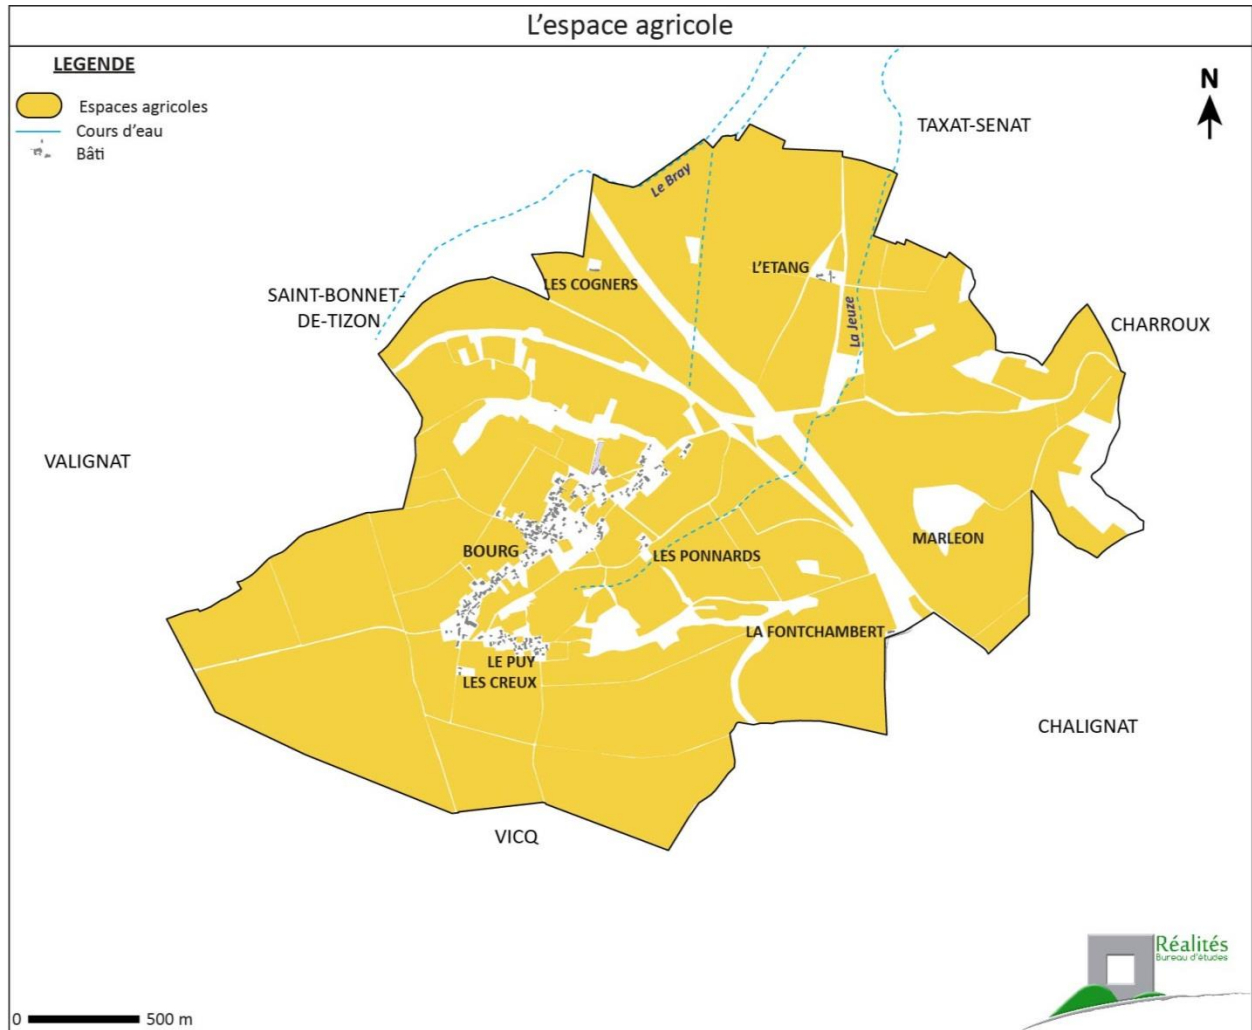 L'espace agricole
LEGENDE
Espaces agricoles
Cours d'eau
Bâti
N
TAXAT-SENAT
Le Bray
L'ETANG
LES COGNERS
SAINT-BONNET-
DE-TIZON
La Jeuze
CHARROUX
VALIGNAT
MARLEON
BOURG
LES PONNARDS
LA FONTCHAMBERT
LE PUY
LES CREUX
CHALIGNAT
VICQ
Réalités
Bureau d'études
0 500 m